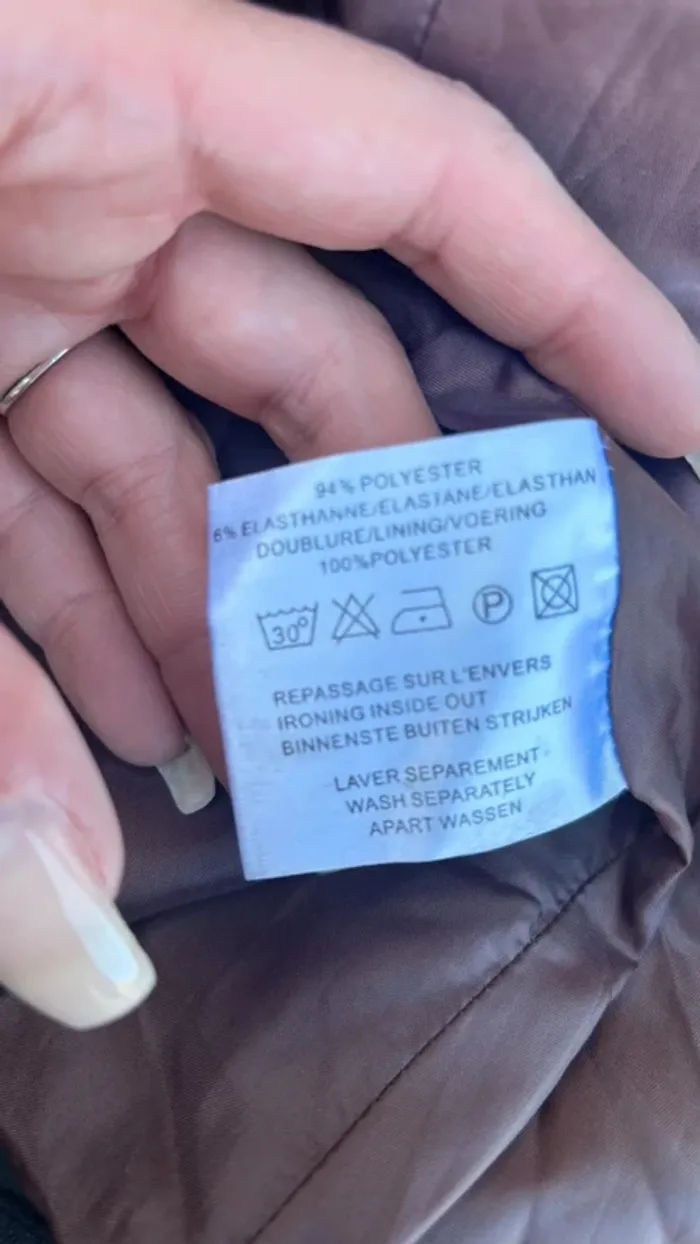 94% POLYESTER
6% ELASTHANNE/ELASTANE/ELASTHAN
DOUBLURE/LINING/VOERING
100%POLYESTER
30°
P
REPASSAGE SUR L'ENVERS
IRONING INSIDE OUT
BINNENSTE BUITEN STRIJKEN
LAVER SEPAREMENT
WASH SEPARATELY
APART WASSEN